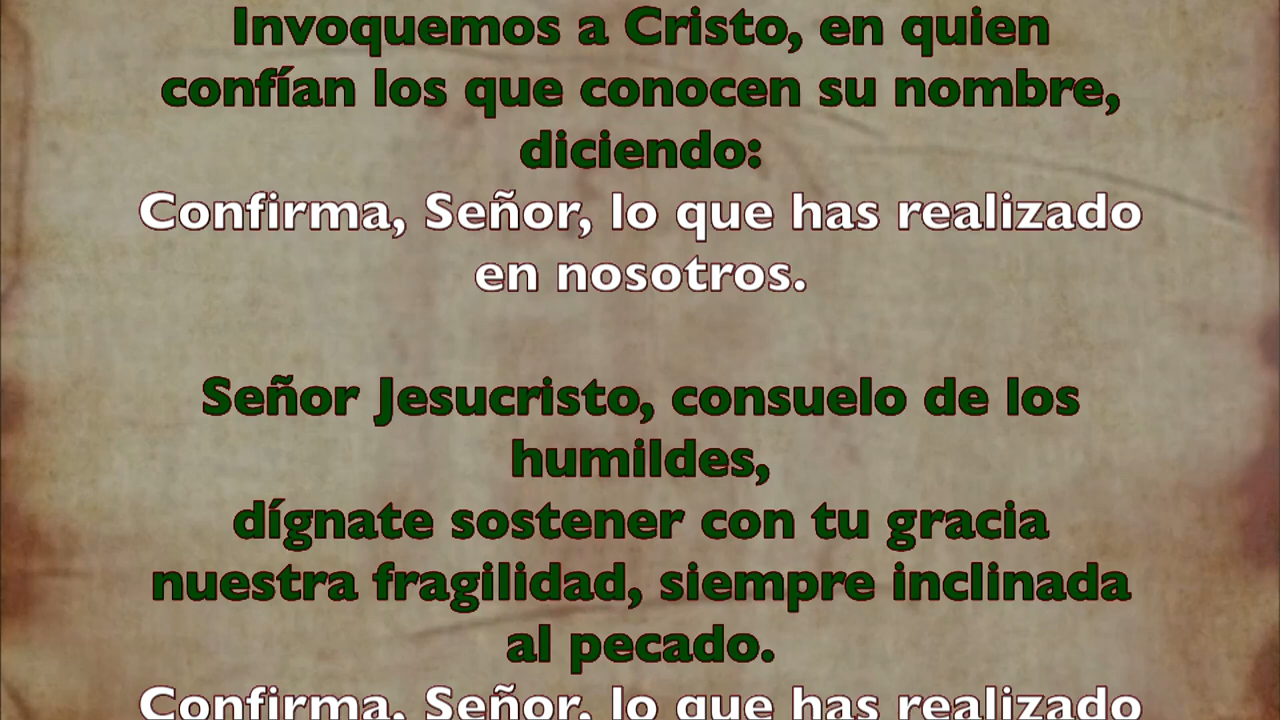 Invoquemos a Cristo, en quien
confían los que conocen su nombre,
diciendo:
Confirma, Señor, lo que has realizado
en nosotros.
Señor Jesucristo, consuelo de los
humildes,
dígnate sostener con tu gracia
nuestra fragilidad, siempre inclinada
al pecado.
Confirma, Señor, lo que has realizado